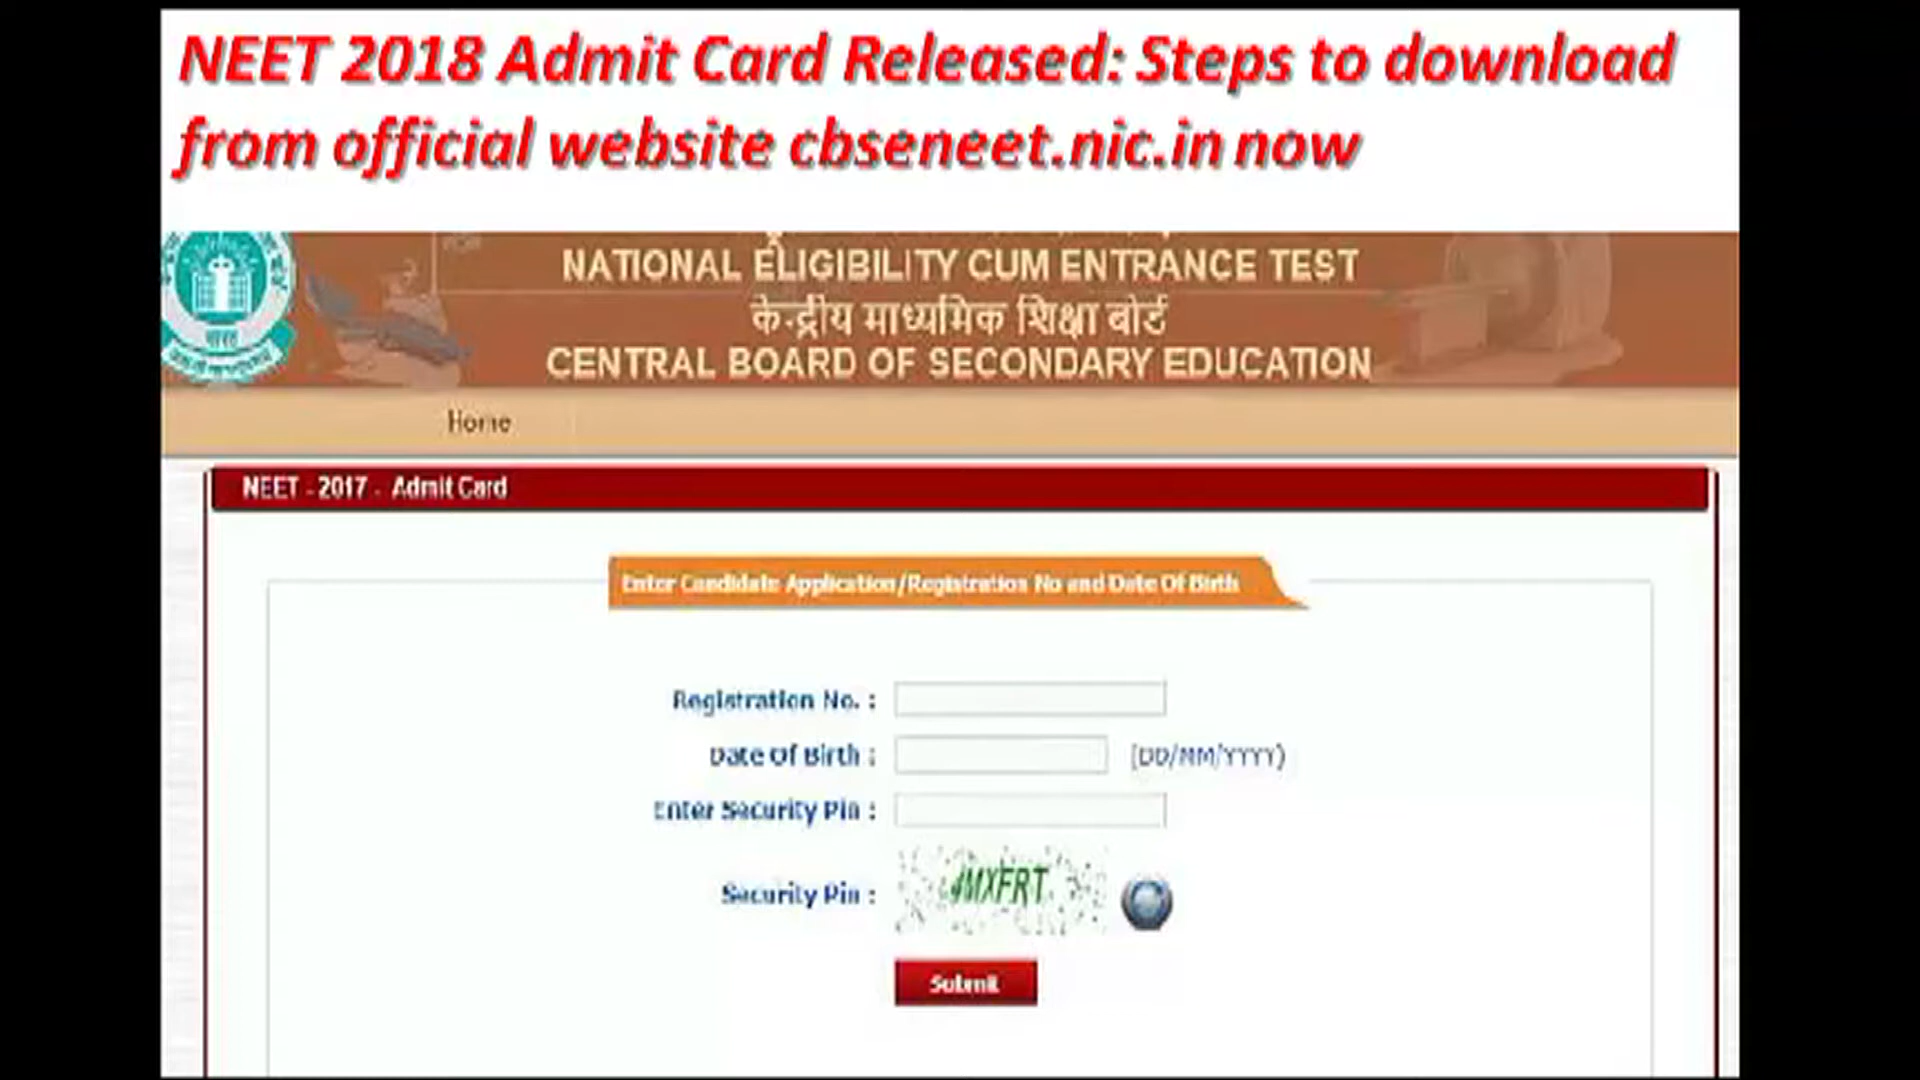 NEET 2018 Admit Card Released: Steps to download
from official website cbseneet.nic.in now
NATIONAL ELIGIBILITY CUM ENTRANCE TEST
केन्द्रीय माध्यमिक शिक्षा बोर्ड
CENTRAL BOARD OF SECONDARY EDUCATION
भारत
Home
NEET - 2017 - Admit Card
Enter Candidate Application/Registration No and Date Of Birth
Registration No. :
Date Of Birth : (DD/MM/YYYY)
Enter Security Pin :
Security Pin :
Submit